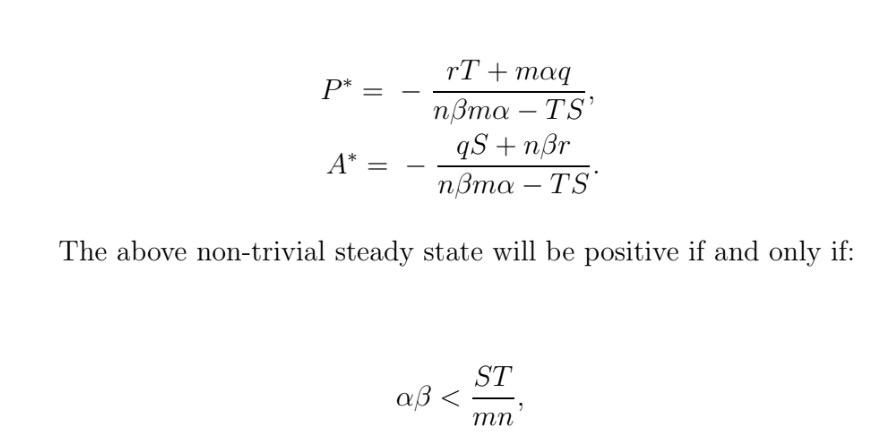 P* = − (rT + mαq) / (nβmα − TS),
A* = − (qS + nβr) / (nβmα − TS).
The above non-trivial steady state will be positive if and only if:
αβ < ST / mn,